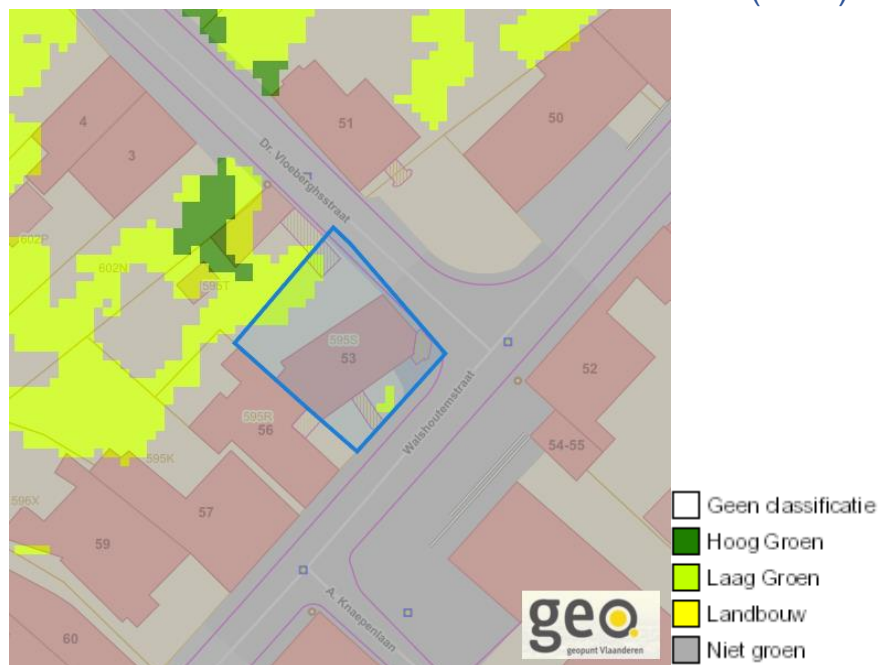 4
3
51
50
Dr. Vloeberghsstraat
602P
602N
595T
595S
53
52
Walshoutemstraat
595R
56
54-55
595K
596X
57
59
60
A. Knaepenlaan
geo
geopunt Vlaanderen
Geen classificatie
Hoog Groen
Laag Groen
Landbouw
Niet groen